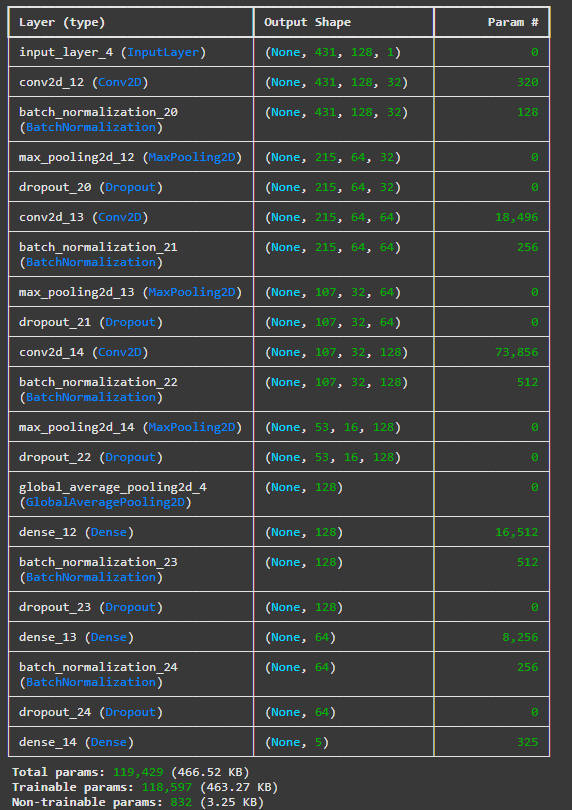 Layer (type) Output Shape Param #
input_layer_4 (InputLayer) (None, 431, 128, 1) 0
conv2d_12 (Conv2D) (None, 431, 128, 32) 320
batch_normalization_20 (None, 431, 128, 32) 128
(BatchNormalization)
max_pooling2d_12 (MaxPooling2D) (None, 215, 64, 32) 0
dropout_20 (Dropout) (None, 215, 64, 32) 0
conv2d_13 (Conv2D) (None, 215, 64, 64) 18,496
batch_normalization_21 (None, 215, 64, 64) 256
(BatchNormalization)
max_pooling2d_13 (MaxPooling2D) (None, 107, 32, 64) 0
dropout_21 (Dropout) (None, 107, 32, 64) 0
conv2d_14 (Conv2D) (None, 107, 32, 128) 73,856
batch_normalization_22 (None, 107, 32, 128) 512
(BatchNormalization)
max_pooling2d_14 (MaxPooling2D) (None, 53, 16, 128) 0
dropout_22 (Dropout) (None, 53, 16, 128) 0
global_average_pooling2d_4 (None, 128) 0
(GlobalAveragePooling2D)
dense_12 (Dense) (None, 128) 16,512
batch_normalization_23 (None, 128) 512
(BatchNormalization)
dropout_23 (Dropout) (None, 128) 0
dense_13 (Dense) (None, 64) 8,256
batch_normalization_24 (None, 64) 256
(BatchNormalization)
dropout_24 (Dropout) (None, 64) 0
dense_14 (Dense) (None, 5) 325
Total params: 119,429 (466.52 KB)
Trainable params: 118,597 (463.27 KB)
Non-trainable params: 832 (3.25 KB)